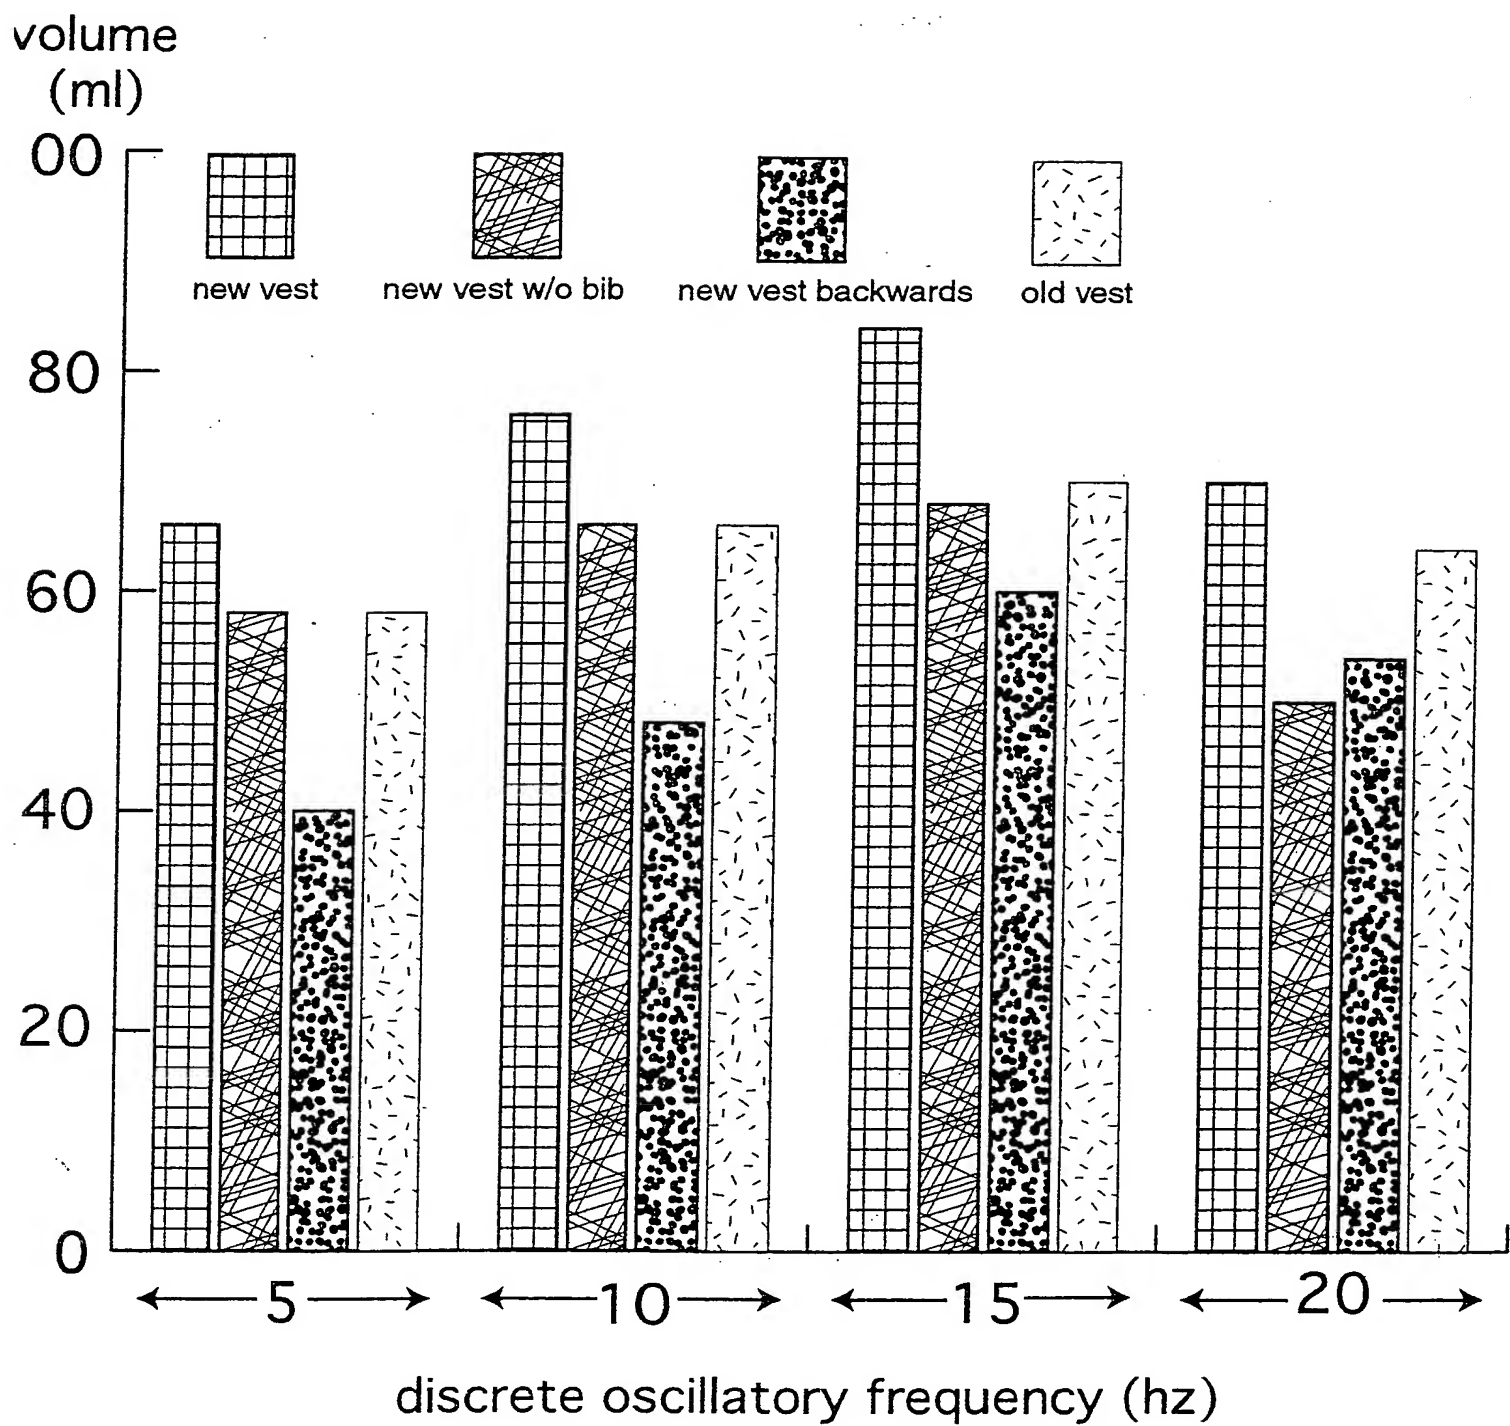 volume
(ml)
00
new vest
new vest w/o bib
new vest backwards
old vest
80
60
40
20
0
5
10
15
20
discrete oscillatory frequency (hz)